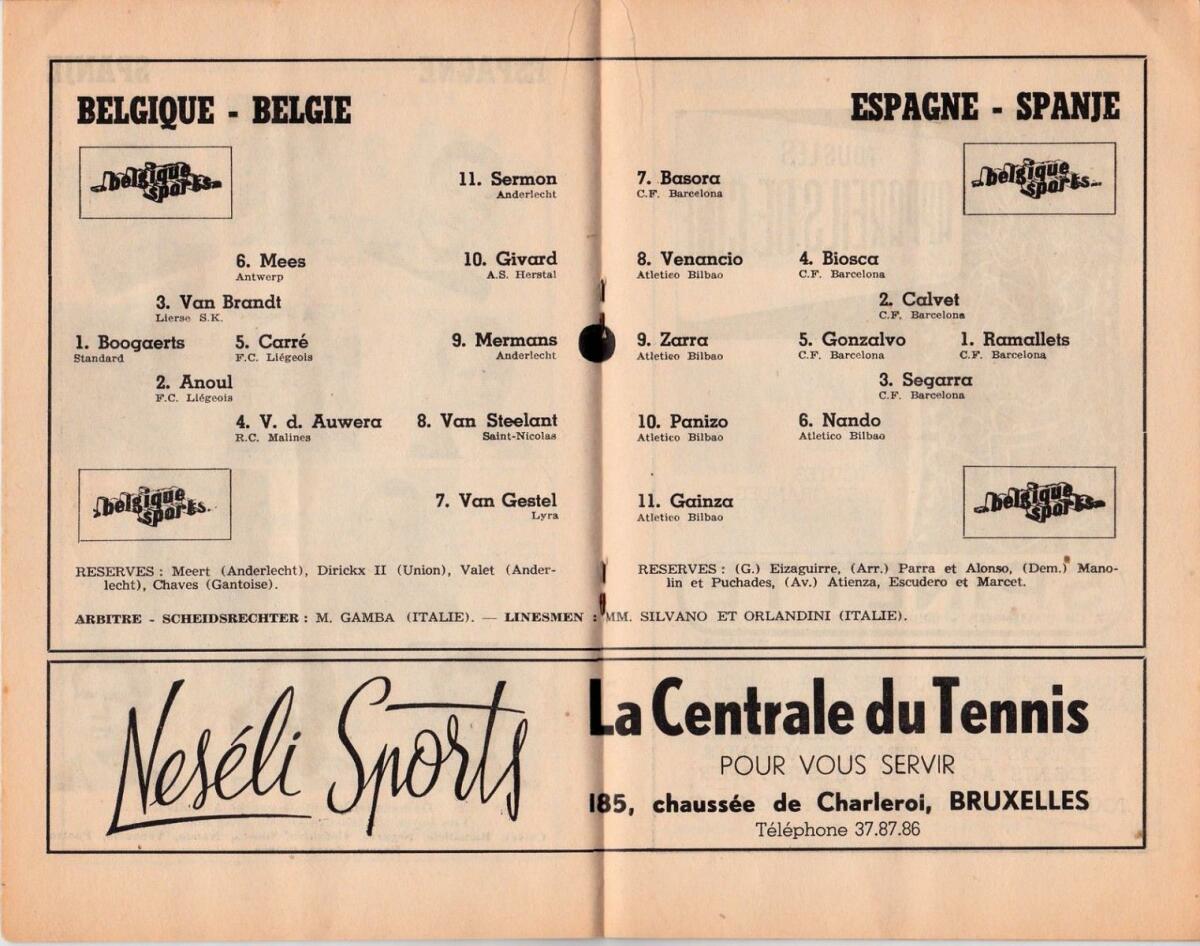 BELGIQUE - BELGIE
belgique sports
11. Sermon
Anderlecht
6. Mees
Antwerp
10. Givard
A.S. Herstal
3. Van Brandt
Lierse S.K.
1. Boogaerts
Standard
5. Carré
F.C. Liégeois
9. Mermans
Anderlecht
2. Anoul
F.C. Liégeois
4. V. d. Auwera
R.C. Malines
8. Van Steelant
Saint-Nicolas
belgique sports.
7. Van Gestel
Lyra
RESERVES : Meert (Anderlecht), Dirickx II (Union), Valet (Ander-
lecht), Chaves (Gantoise).
ESPAGNE - SPANJE
7. Basora
C.F. Barcelona
belgique sports
8. Venancio
Atletico Bilbao
4. Biosca
C.F. Barcelona
2. Calvet
C.F. Barcelona
9. Zarra
Atletico Bilbao
5. Gonzalvo
C.F. Barcelona
1. Ramallets
C.F. Barcelona
3. Segarra
C.F. Barcelona
10. Panizo
Atletico Bilbao
6. Nando
Atletico Bilbao
11. Gainza
Atletico Bilbao
belgique sports
RESERVES : (G.) Eizaguirre, (Arr.) Parra et Alonso, (Dem.) Mano-
lin et Puchades, (Av.) Atienza, Escudero et Marcet.
ARBITRE - SCHEIDSRECHTER : M. GAMBA (ITALIE). — LINESMEN : MM. SILVANO ET ORLANDINI (ITALIE).
Neséli Sports
La Centrale du Tennis
POUR VOUS SERVIR
185, chaussée de Charleroi, BRUXELLES
Téléphone 37.87.86